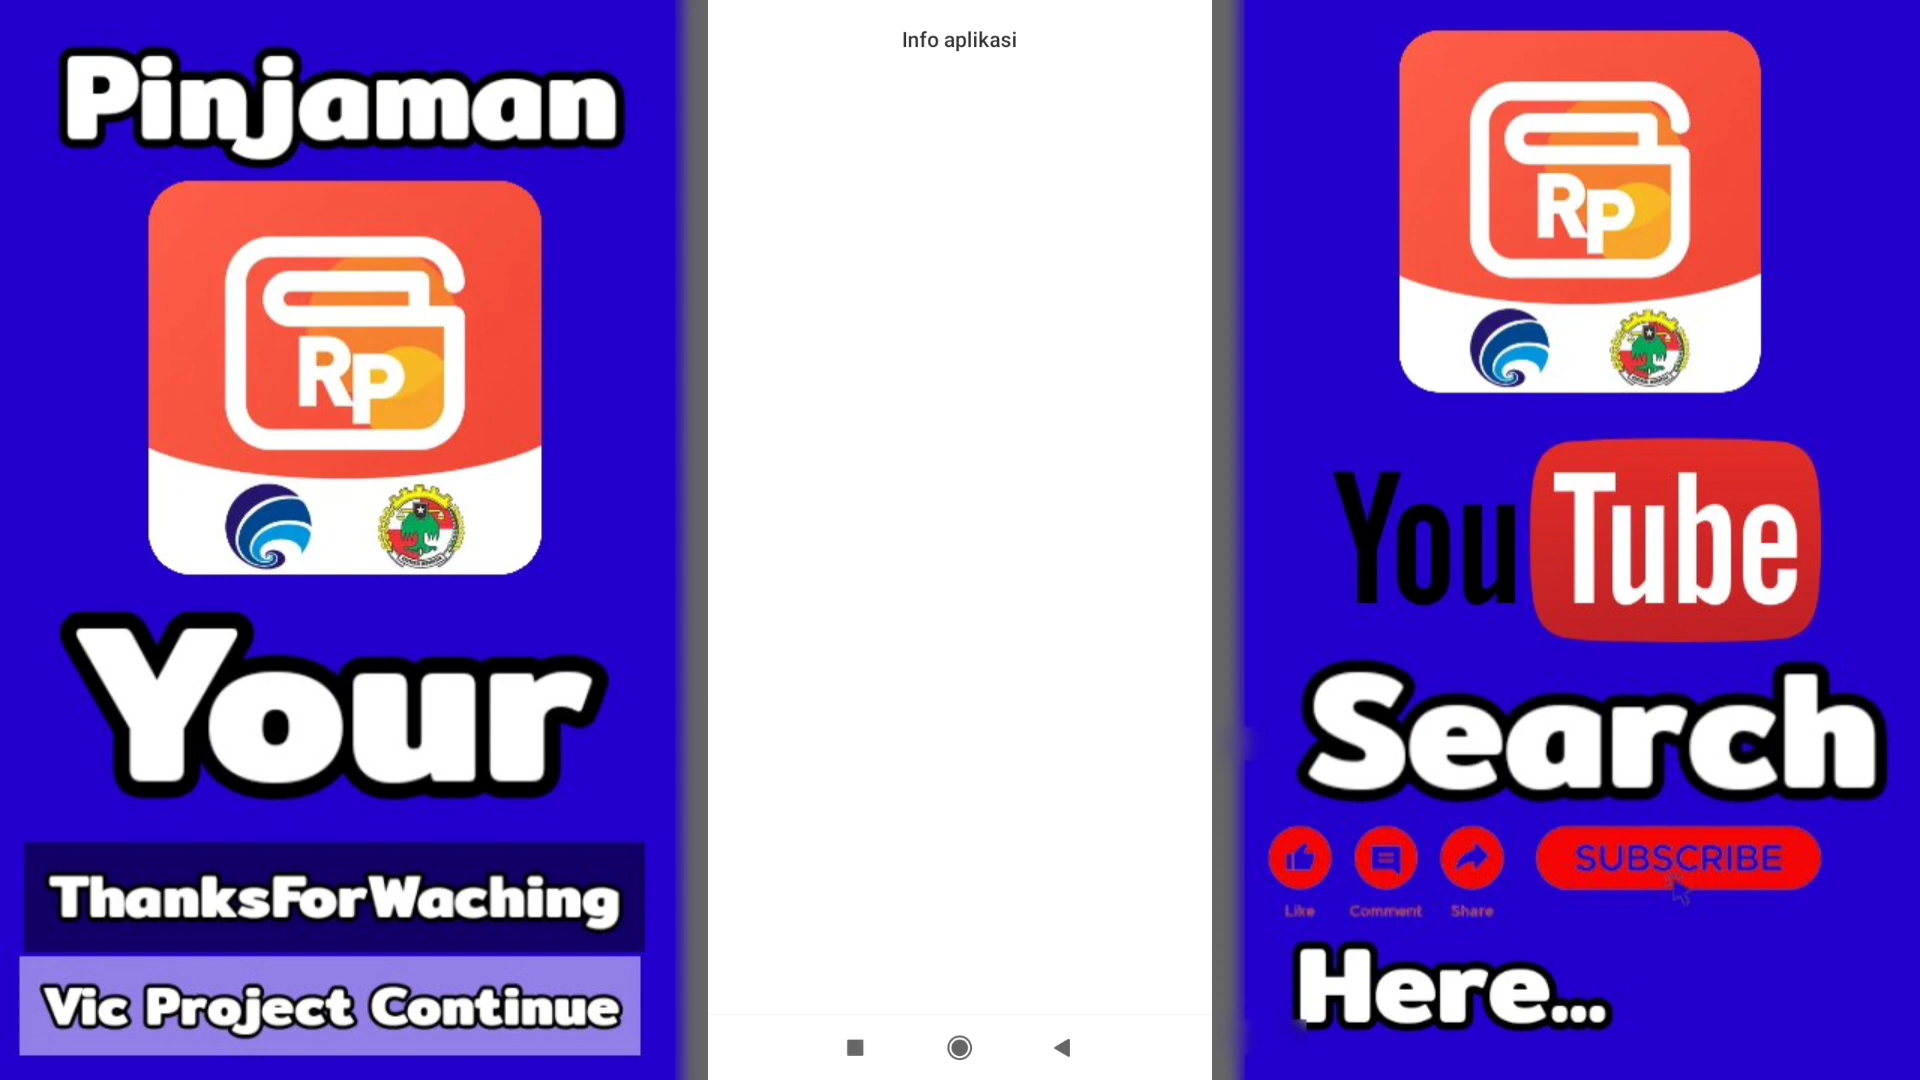 Pinjaman
Rp
Your
ThanksForWaching
Vic Project Continue
Info aplikasi
Rp
YouTube
Search
SUBSCRIBE
Like Comment Share
Here...